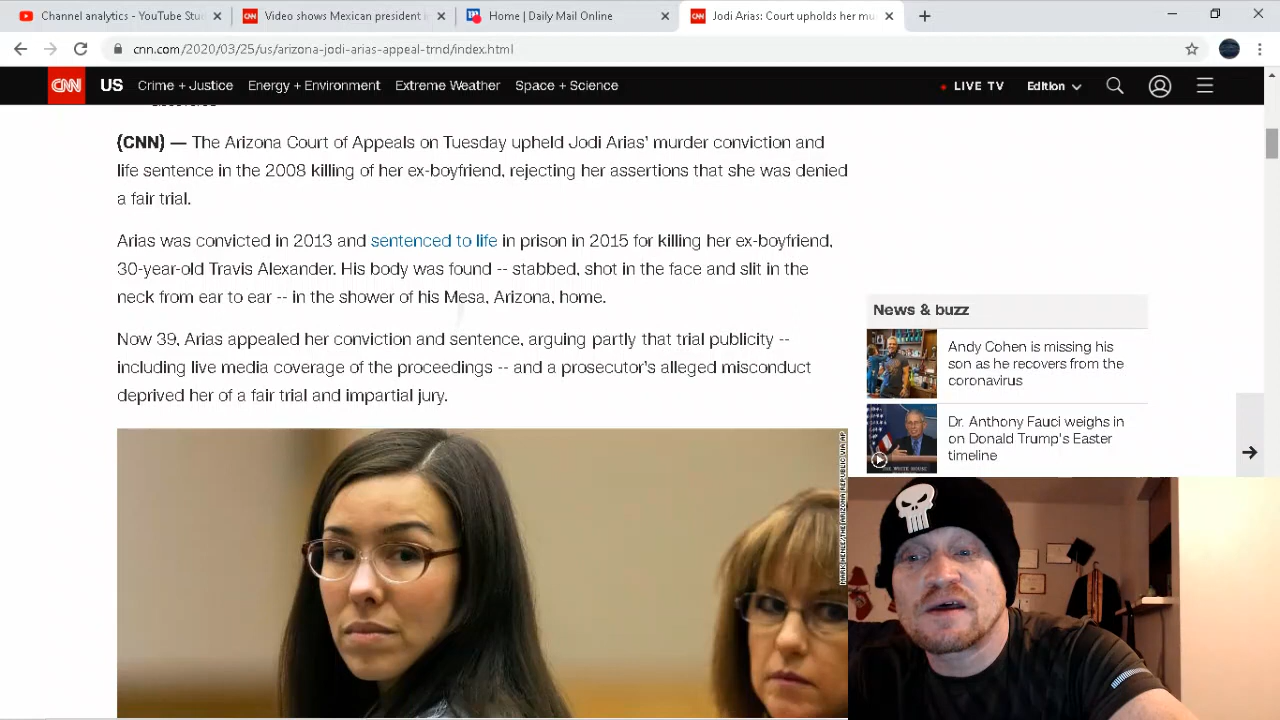 Channel analytics - YouTube Stu
Video shows Mexican president
Home | Daily Mail Online
Jodi Arias: Court upholds her mu
cnn.com/2020/03/25/us/arizona-jodi-arias-appeal-trnd/index.html
CNN US Crime + Justice Energy + Environment Extreme Weather Space + Science LIVE TV Edition
(CNN) — The Arizona Court of Appeals on Tuesday upheld Jodi Arias' murder conviction and
life sentence in the 2008 killing of her ex-boyfriend, rejecting her assertions that she was denied
a fair trial.
Arias was convicted in 2013 and sentenced to life in prison in 2015 for killing her ex-boyfriend,
30-year-old Travis Alexander. His body was found -- stabbed, shot in the face and slit in the
neck from ear to ear -- in the shower of his Mesa, Arizona, home.
Now 39, Arias appealed her conviction and sentence, arguing partly that trial publicity --
including live media coverage of the proceedings -- and a prosecutor's alleged misconduct
deprived her of a fair trial and impartial jury.
News & buzz
Andy Cohen is missing his
son as he recovers from the
coronavirus
Dr. Anthony Fauci weighs in
on Donald Trump's Easter
timeline
THE WHITE HOUSE